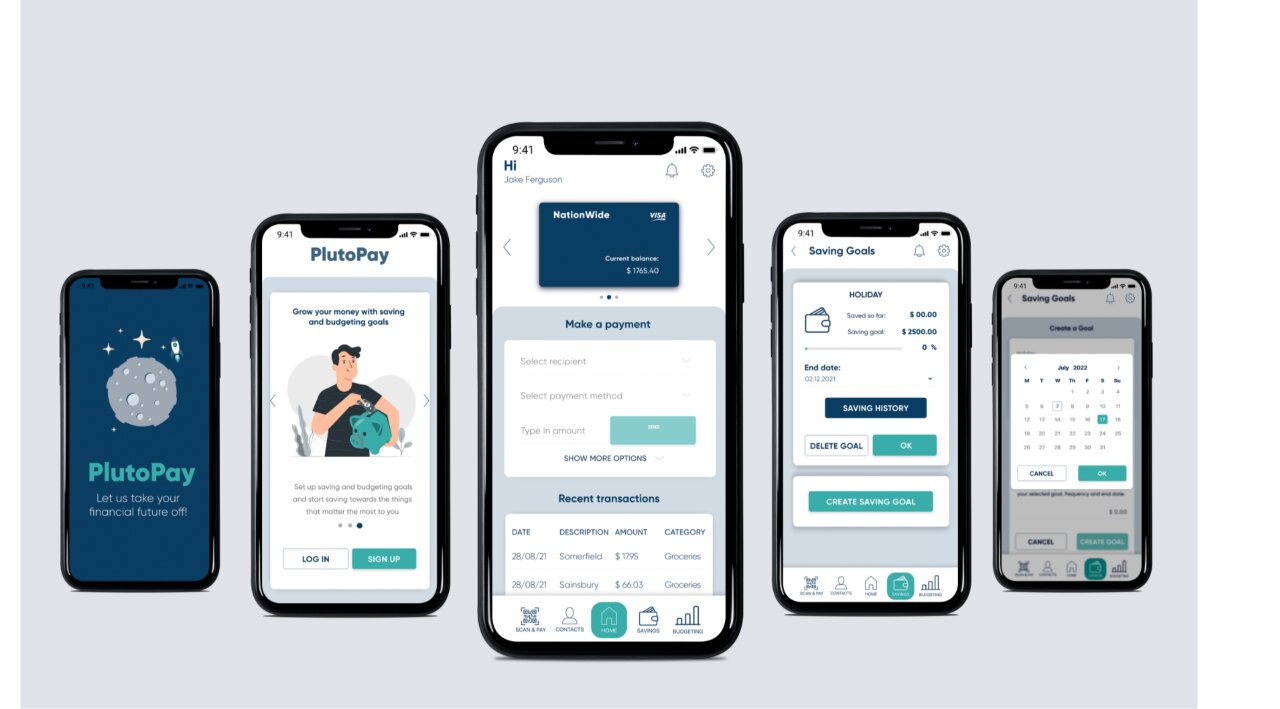 9:41
PlutoPay
Let us take your
financial future off!
9:41
PlutoPay
Grow your money with saving
and budgeting goals
Set up saving and budgeting goals
and start saving towards the things
that matter the most to you
LOG IN SIGN UP
9:41
Hi
Jake Ferguson
NationWide VISA
Current balance:
$ 1765.40
Make a payment
Select recipient
Select payment method
Type in amount SEND
SHOW MORE OPTIONS
Recent transactions
DATE DESCRIPTION AMOUNT CATEGORY
28/08/21 Somerfield $ 17.95 Groceries
28/08/21 Sainsbury $ 66.03 Groceries
SCAN & PAY CONTACTS HOME SAVINGS BUDGETING
9:41
Saving Goals
HOLIDAY
Saved so far: $ 00.00
Saving goal: $ 2500.00
0 %
End date:
02.12.2021
SAVING HISTORY
DELETE GOAL OK
CREATE SAVING GOAL
SCAN & PAY CONTACTS HOME SAVINGS BUDGETING
9:41
Saving Goals
Create a Goal
July 2022
M T W Th F S Su
1 2 3 4
5 6 7 8 9 10 11
12 13 14 15 16 17 18
19 20 21 22 23 24 25
26 27 28 29 30 31
CANCEL OK
your selected goal, frequency and end date.
$ 0.00
CANCEL CREATE GOAL
SCAN & PAY CONTACTS HOME SAVINGS BUDGETING